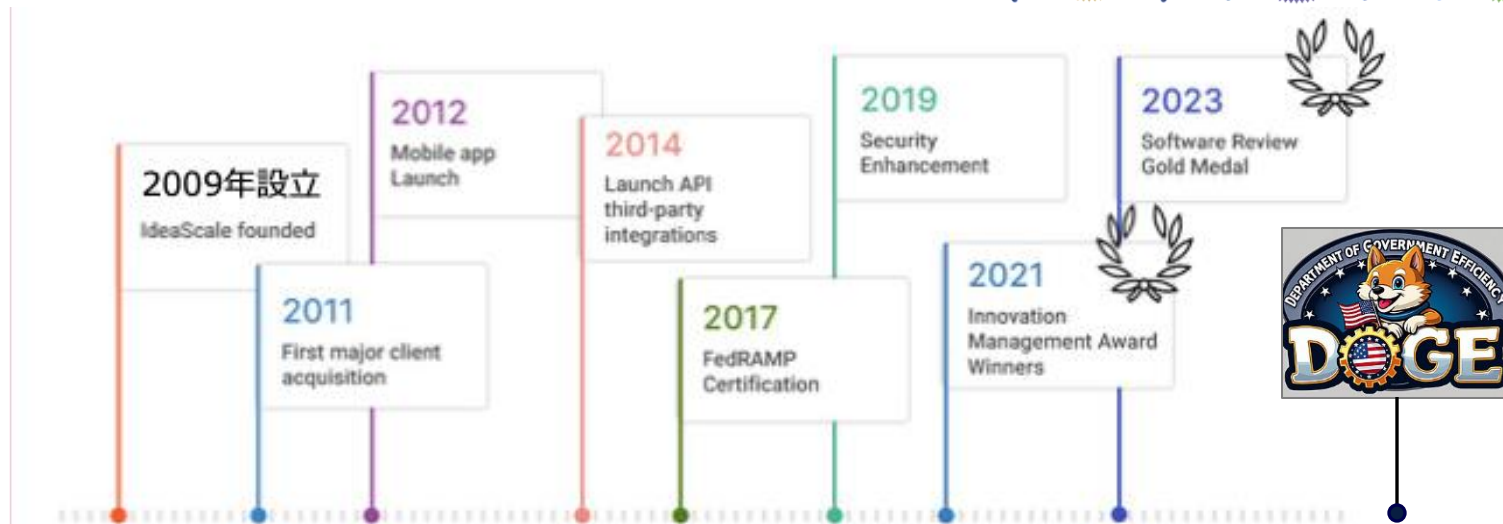 2009年設立
IdeaScale founded
2011
First major client
acquisition
2012
Mobile app
Launch
2014
Launch API
third-party
integrations
2017
FedRAMP
Certification
2019
Security
Enhancement
2021
Innovation
Management Award
Winners
2023
Software Review
Gold Medal
DEPARTMENT OF GOVERNMENT EFFICIENCY
DOGE